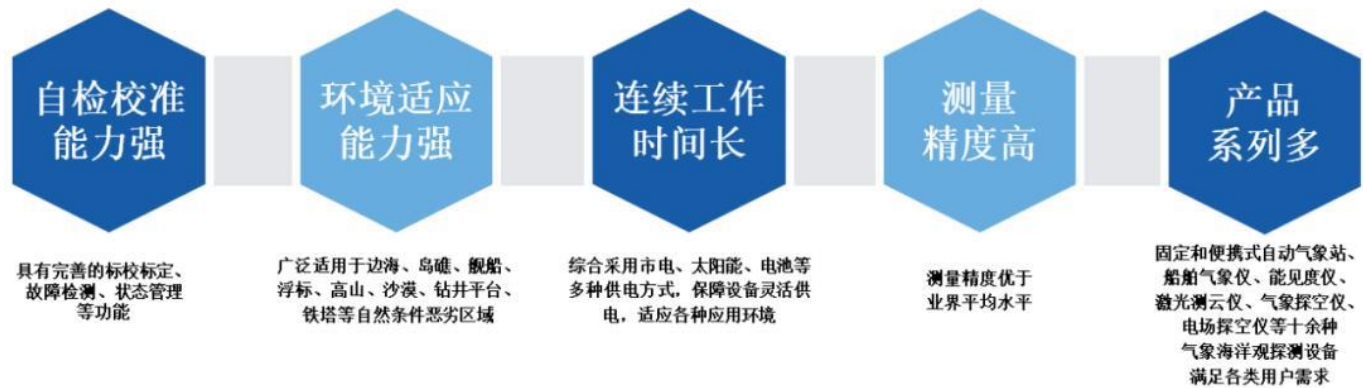 自检校准
能力强
环境适应
能力强
连续工作
时间长
测量
精度高
产品
系列多
具有完善的标校标定、
故障检测、状态管理
等功能
广泛适用于边海、岛礁、舰船、
浮标、高山、沙漠、钻井平台、
铁塔等自然条件恶劣区域
综合采用市电、太阳能、电池等
多种供电方式，保障设备灵活供
电，适应各种应用环境
测量精度优于
业界平均水平
固定和便携式自动气象站、
船舶气象仪、能见度仪、
激光测云仪、气象探空仪、
电场探空仪等十余种
气象海洋观探测设备
满足各类用户需求